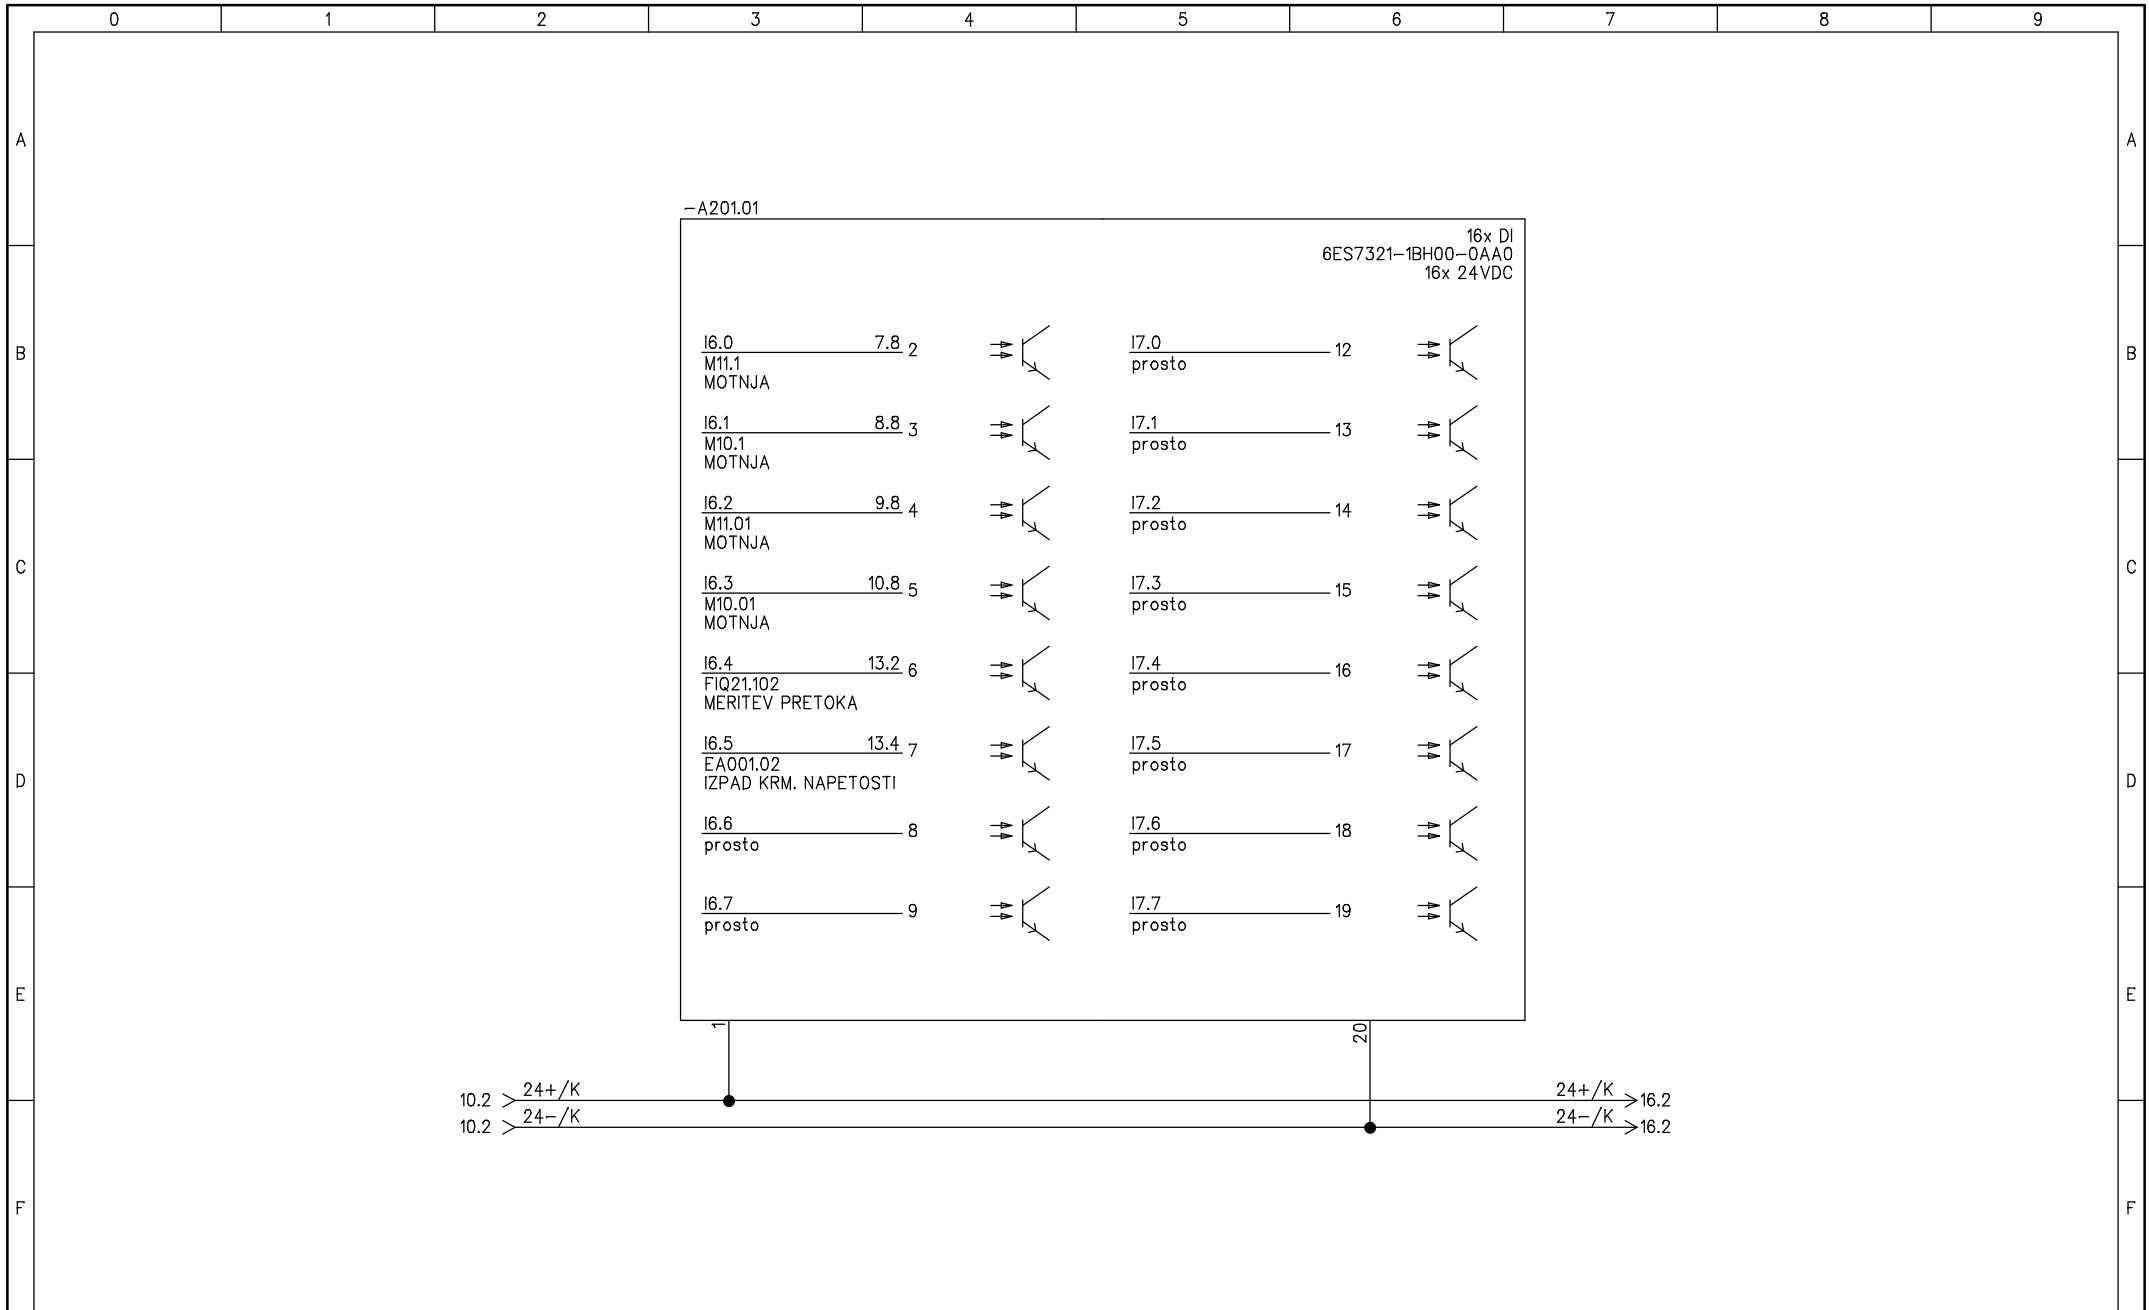 0 1 2 3 4 5 6 7 8 9
A A
-A201.01
16x DI
B B
6ES7321-1BH00-0AA0
16x 24VDC
I6.0 7.8 2
M11.1
MOTNJA
I7.0 12
prosto
I6.1 8.8 3
M10.1
MOTNJA
I7.1 13
prosto
I6.2 9.8 4
M11.01
MOTNJA
I7.2 14
prosto
C C
I6.3 10.8 5
M10.01
MOTNJA
I7.3 15
prosto
I6.4 13.2 6
FIQ21.102
MERITEV PRETOKA
I7.4 16
prosto
I6.5 13.4 7
EA001.02
IZPAD KRM. NAPETOSTI
I7.5 17
prosto
D D
I6.6 8
prosto
I7.6 18
prosto
I6.7 9
prosto
I7.7 19
prosto
E E
1 20
10.2 24+/K 24+/K 16.2
10.2 24-/K 24-/K 16.2
F F